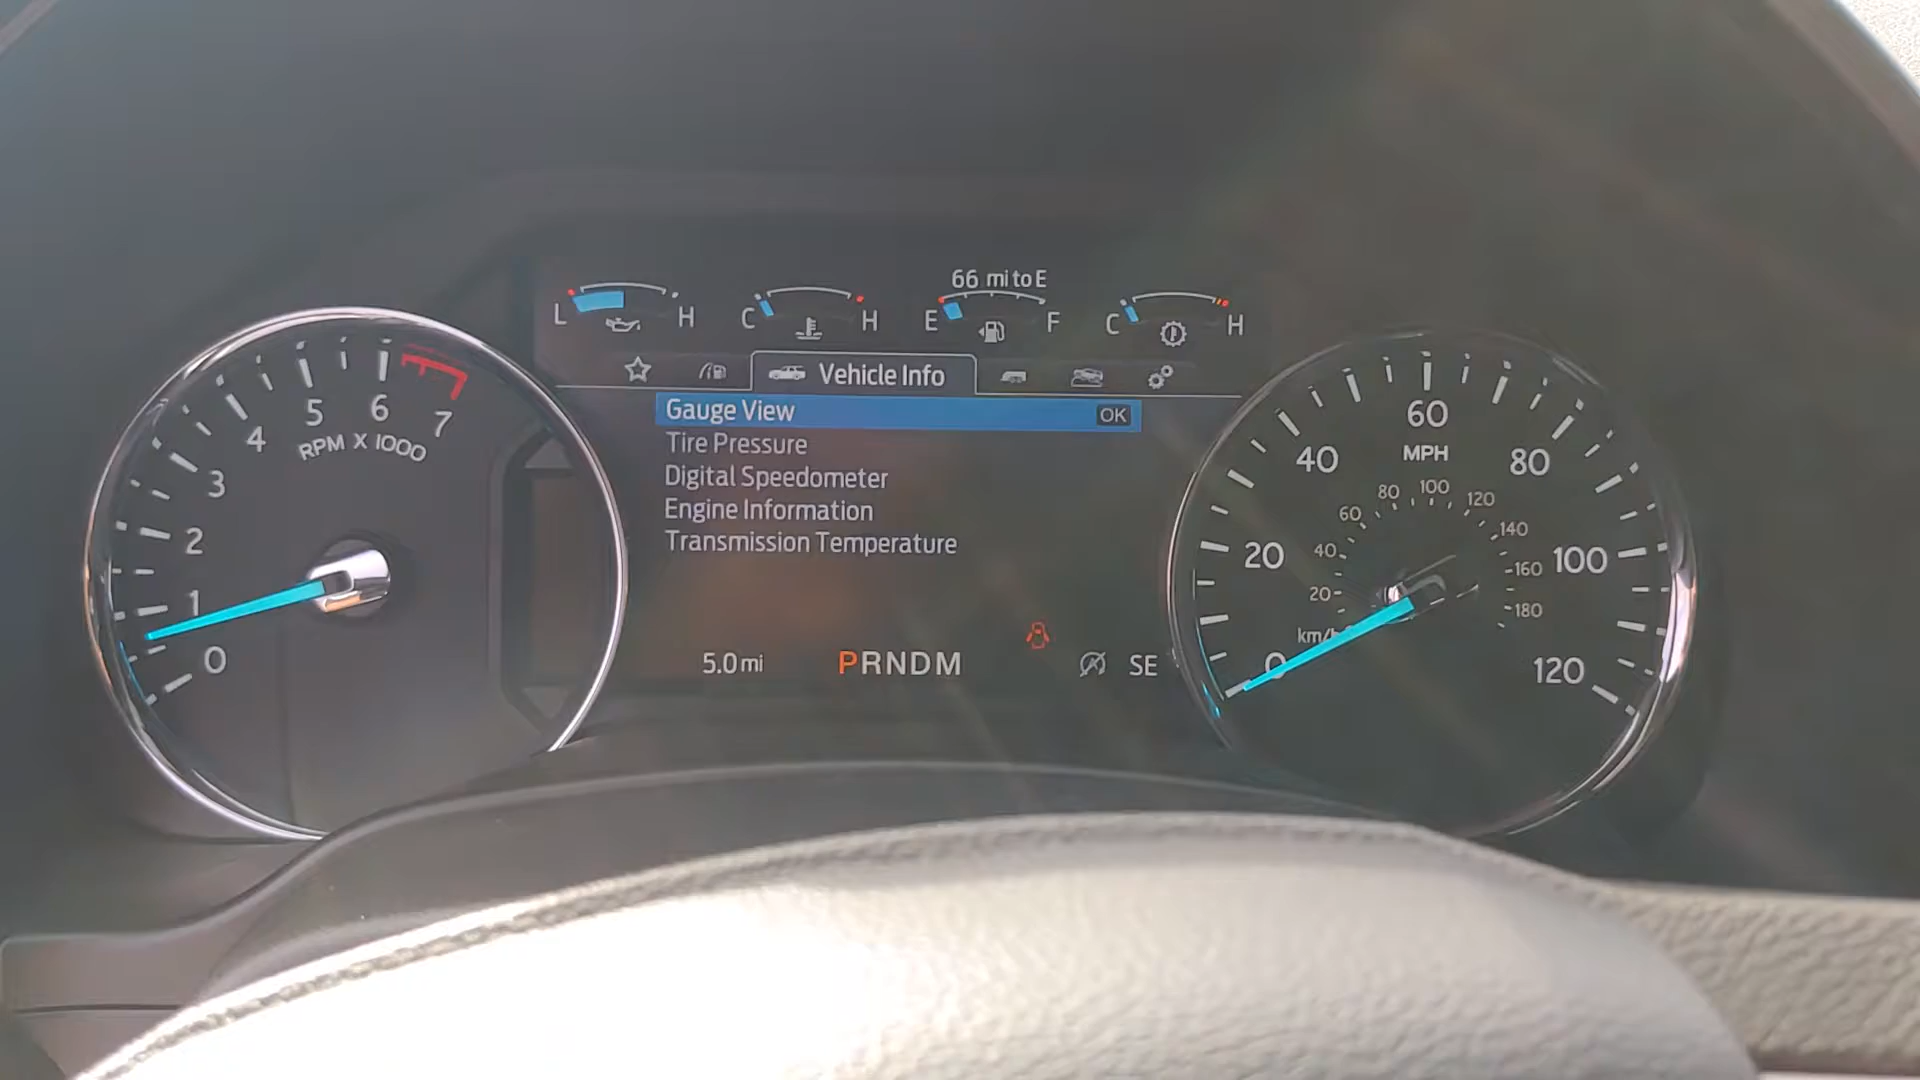 66 mi to E
L H
C H
E F
C H
Vehicle Info
Gauge View OK
Tire Pressure
Digital Speedometer
Engine Information
Transmission Temperature
5.0 mi
PRNDM
A
SE
0
1
2
3
4
5
6
7
RPM X 1000
0
20
40
60
80
100
120
MPH
km/h
20
40
60
80
100
120
140
160
180